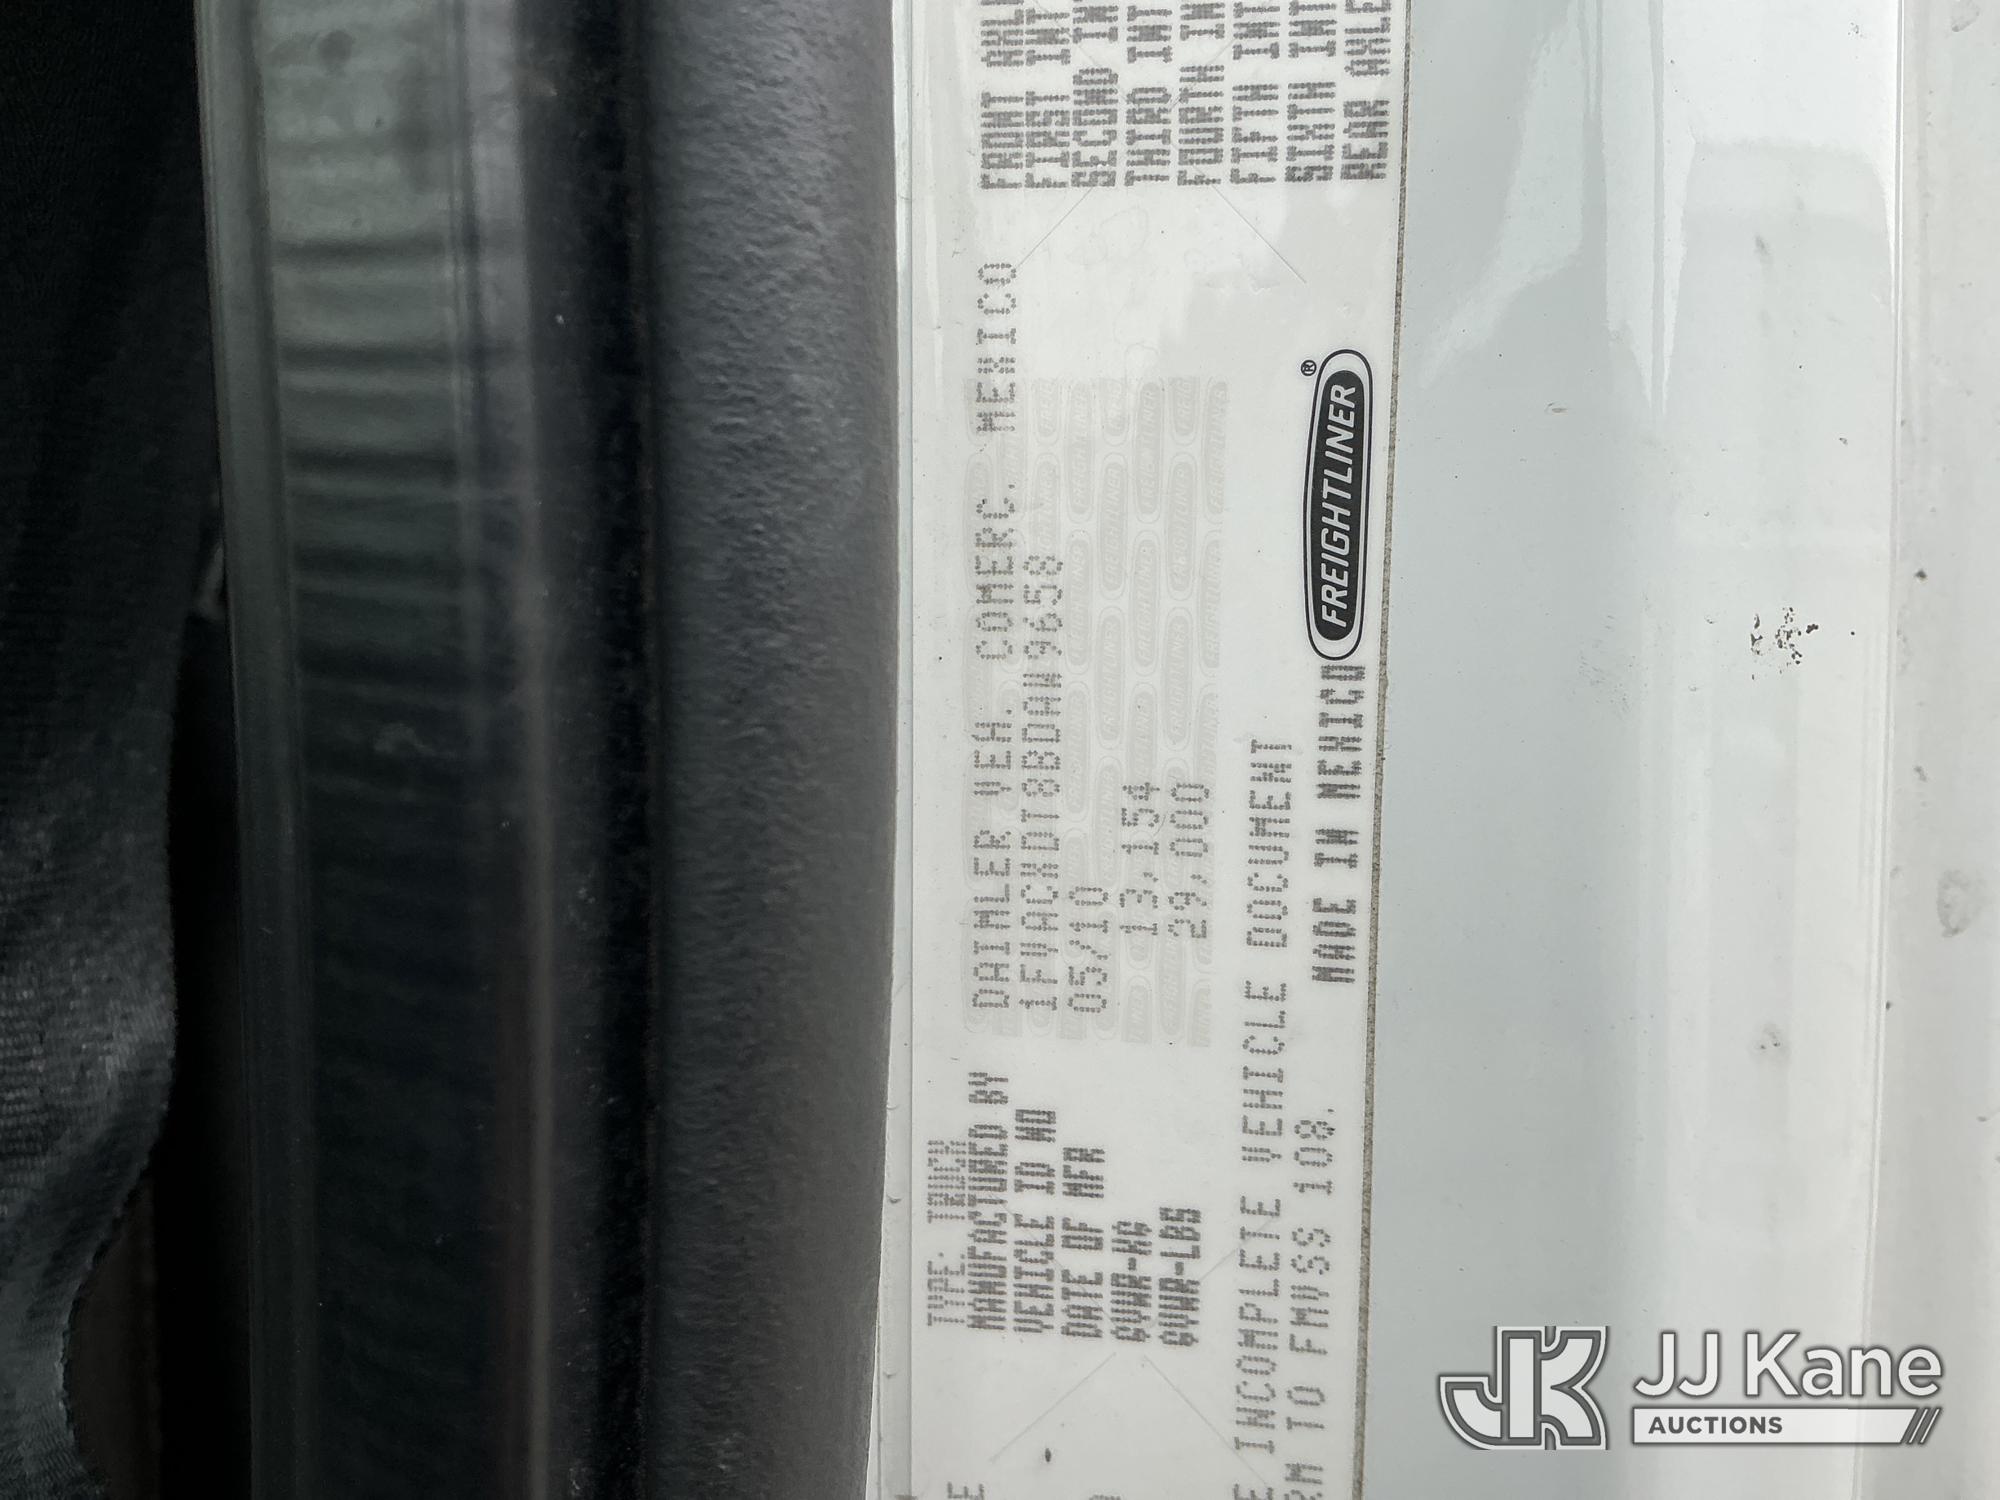 TYPE: TRUCK
MANUFACTURED BY DAIMLER VEH. COMERC. MEXICO
VEHICLE ID NO 1FVACXDT8BDAW9658
DATE OF MFR 05/10
GVWR-KG 13,154
GVWR-LBS 29,000
E INCOMPLETE VEHICLE DOCUMENT
RM TO FMVSS 108.
MADE IN MEXICO
FREIGHTLINER®
FRONT AXLE
FIRST INT
SECOND INT
THIRD INT
FOURTH INT
FIFTH INT
SIXTH INT
REAR AXLE
JJ Kane
AUCTIONS